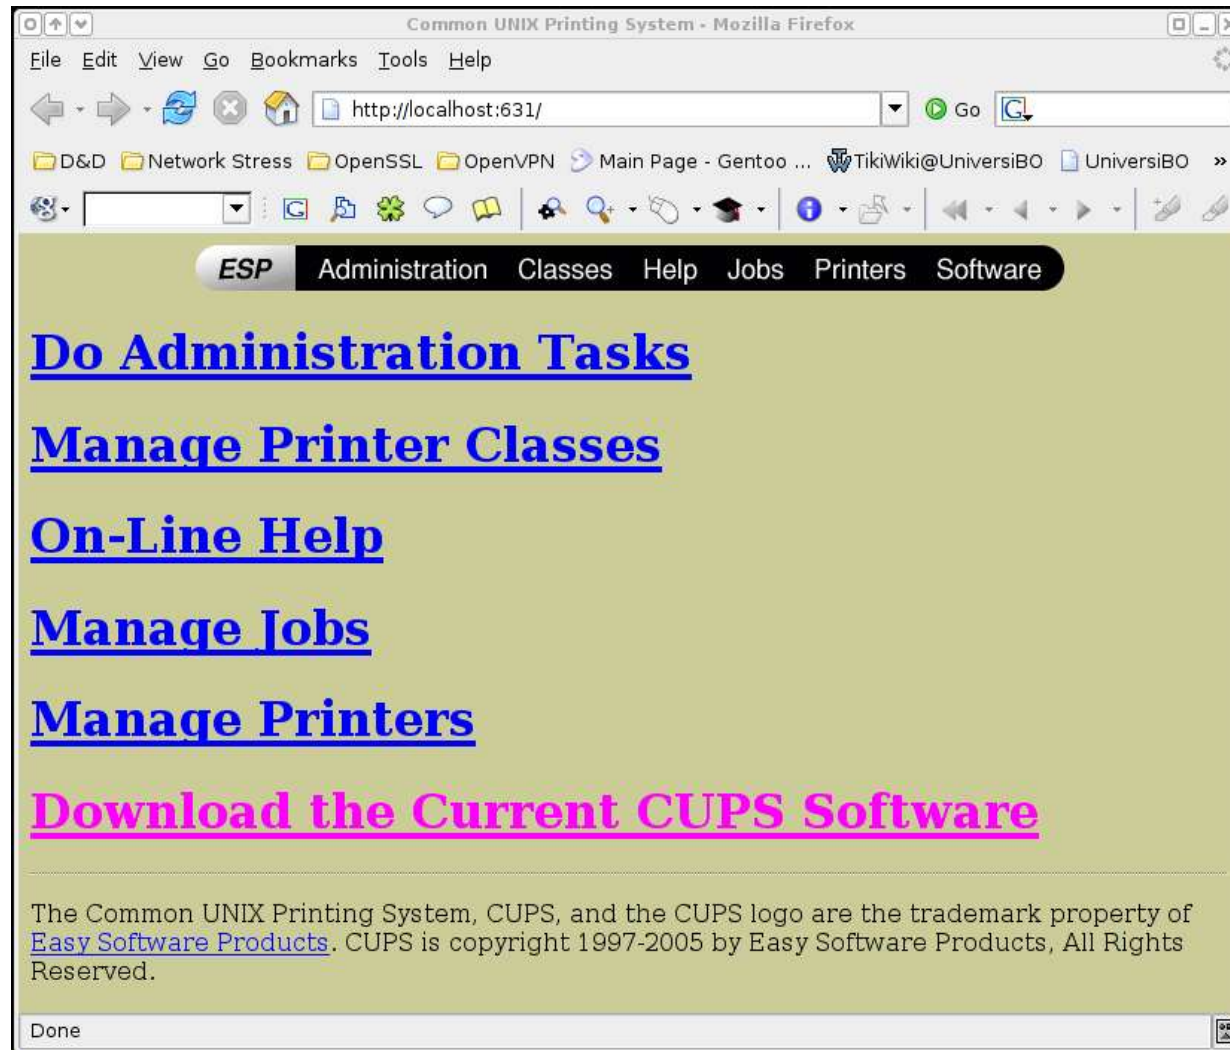 Common UNIX Printing System - Mozilla Firefox
File Edit View Go Bookmarks Tools Help
http://localhost:631/ Go G
D&D Network Stress OpenSSL OpenVPN Main Page - Gentoo ... TikiWiki@UniversiBO UniversiBO »
ESP Administration Classes Help Jobs Printers Software
Do Administration Tasks
Manage Printer Classes
On-Line Help
Manage Jobs
Manage Printers
Download the Current CUPS Software
The Common UNIX Printing System, CUPS, and the CUPS logo are the trademark property of
Easy Software Products. CUPS is copyright 1997-2005 by Easy Software Products, All Rights
Reserved.
Done